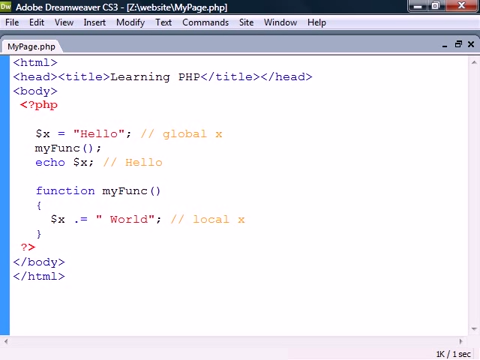 Dw Adobe Dreamweaver CS3 - [Z:\website\MyPage.php]
File Edit View Insert Modify Text Commands Site Window Help
MyPage.php
<html>
<head><title>Learning PHP</title></head>
<body>
<?php
$x = "Hello"; // global x
myFunc();
echo $x; // Hello
function myFunc()
{
$x .= " World"; // local x
}
?>
</body>
</html>
1K / 1 sec